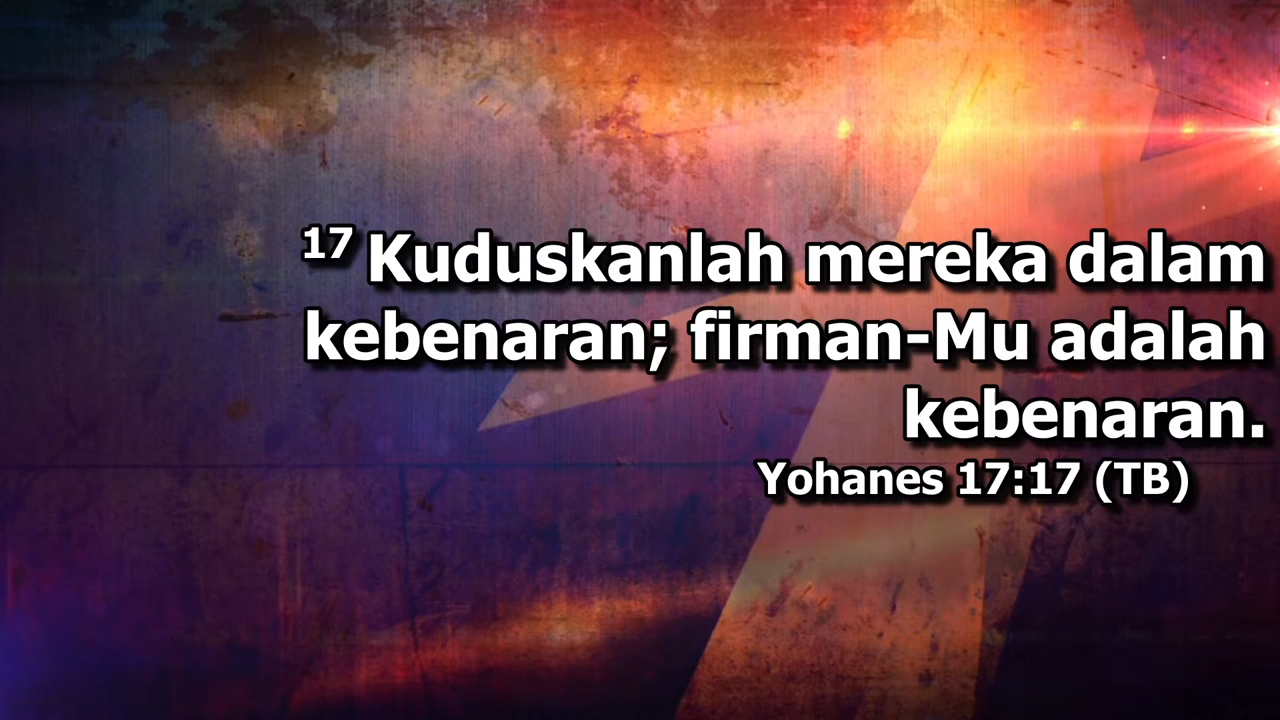 17 Kuduskanlah mereka dalam
kebenaran; firman-Mu adalah
kebenaran.
Yohanes 17:17 (TB)